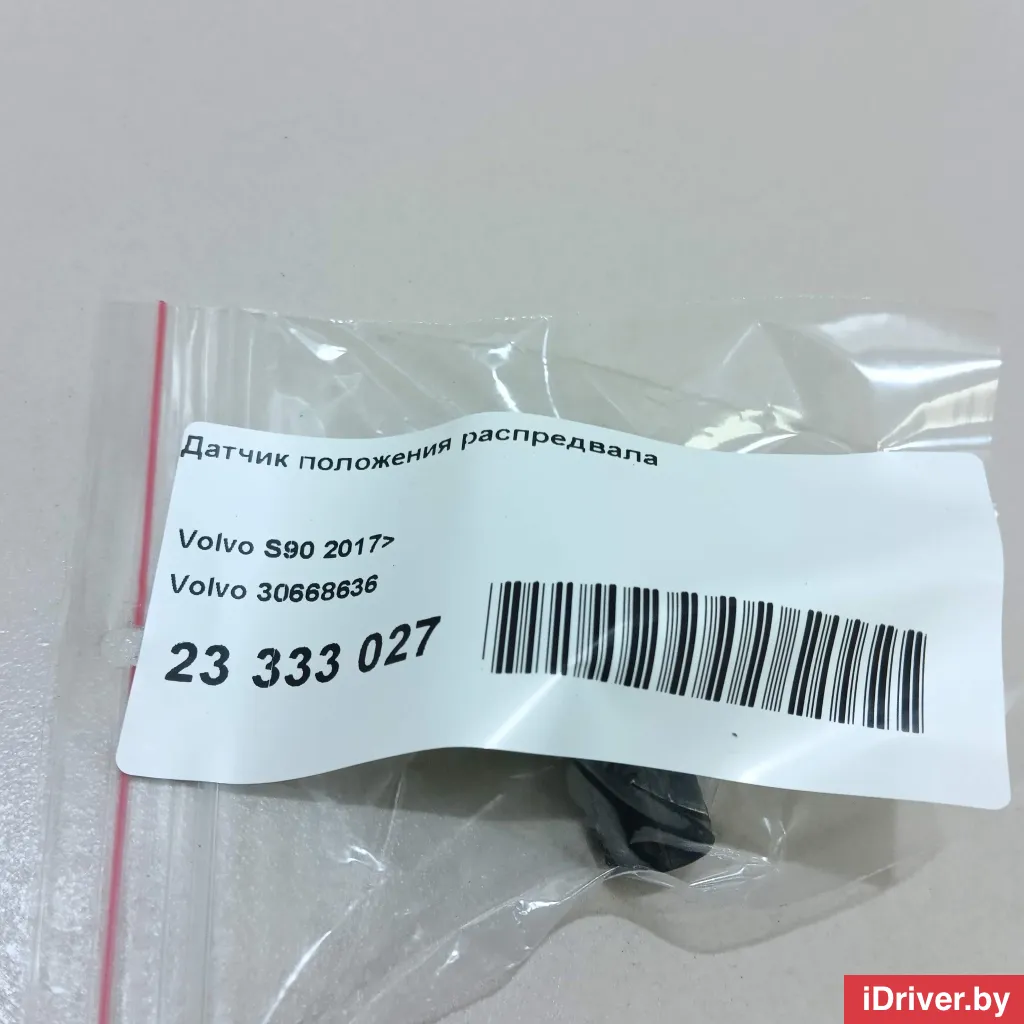 Датчик положения распредвала
Volvo S90 2017>
Volvo 30668636
23 333 027
iDriver.by